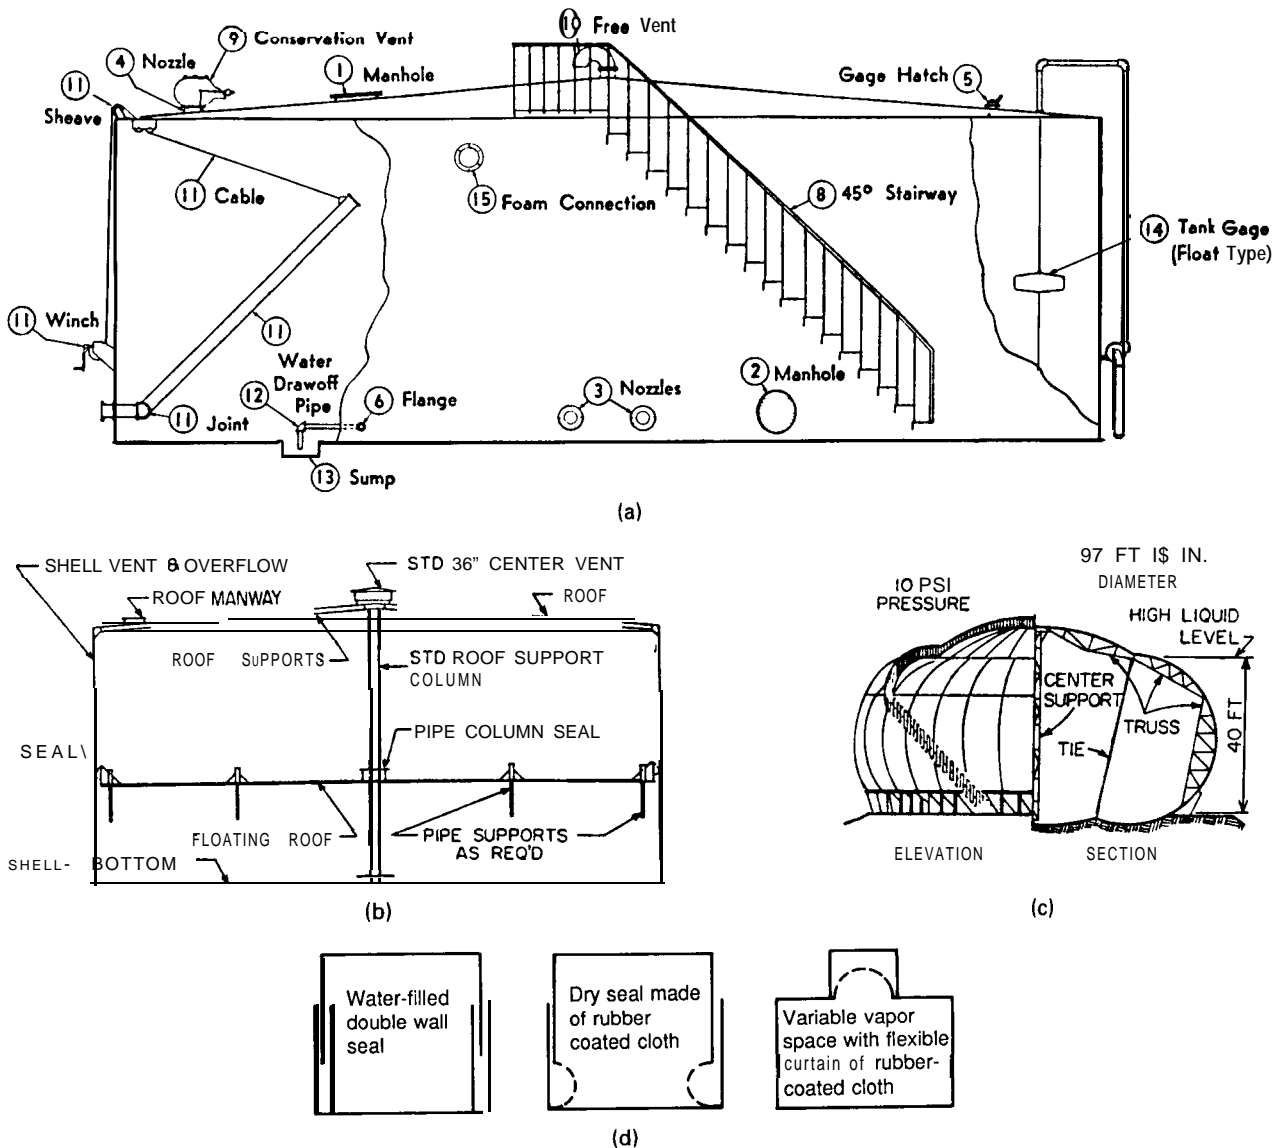 10 Free Vent
9 Conservation Vent
4 Nozzle
1 Manhole
Gage Hatch 5
11
Sheave
11 Cable
15 Foam Connection
8 45° Stairway
14 Tank Gage
(Float Type)
11 Winch
11
Water
Drawoff
Pipe
12
6 Flange
3 Nozzles
2 Manhole
11 Joint
13 Sump
(a)
SHELL VENT & OVERFLOW
STD 36" CENTER VENT
ROOF MANWAY
ROOF
ROOF SuPPORTS
STD ROOF SUPPORT
COLUMN
PIPE COLUMN SEAL
SEAL\
FLOATING ROOF
PIPE SUPPORTS
AS REQ'D
SHELL- BOTTOM
(b)
97 FT I$ IN.
DIAMETER
10 PSI
PRESSURE
HIGH LIQUID
LEVEL
CENTER
SUPPORT
TRUSS
TIE
40 FT
ELEVATION
SECTION
(c)
Water-filled
double wall
seal
Dry seal made
of rubber
coated cloth
Variable vapor
space with flexible
curtain of rubber-
coated cloth
(d)